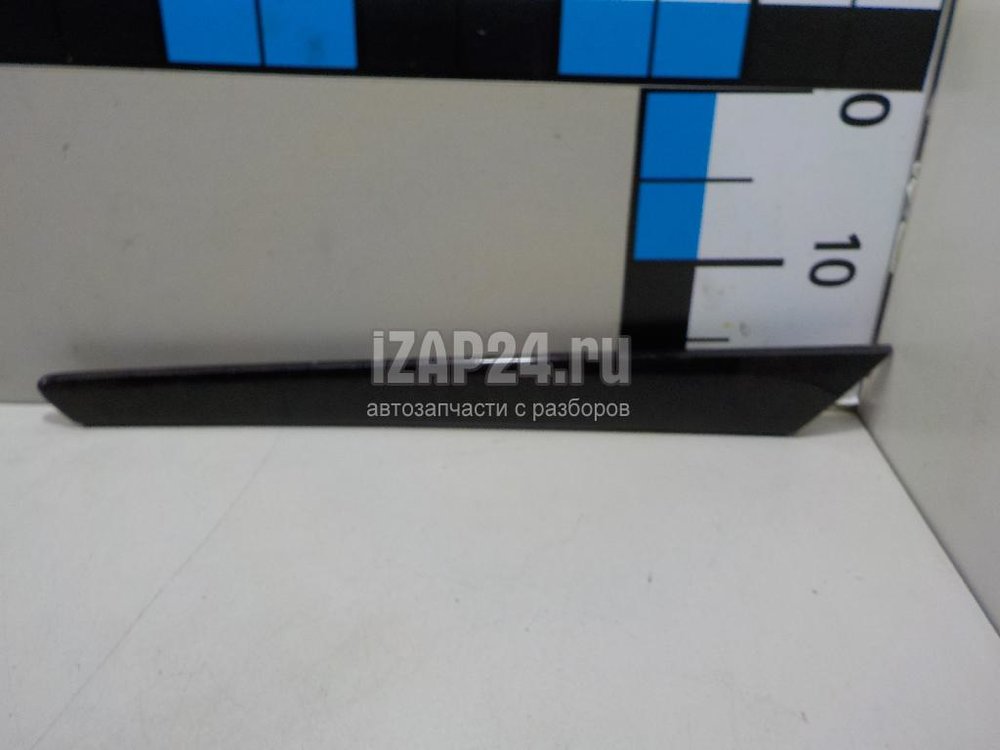 0
10
iZAP24.ru
автозапчасти с разборов